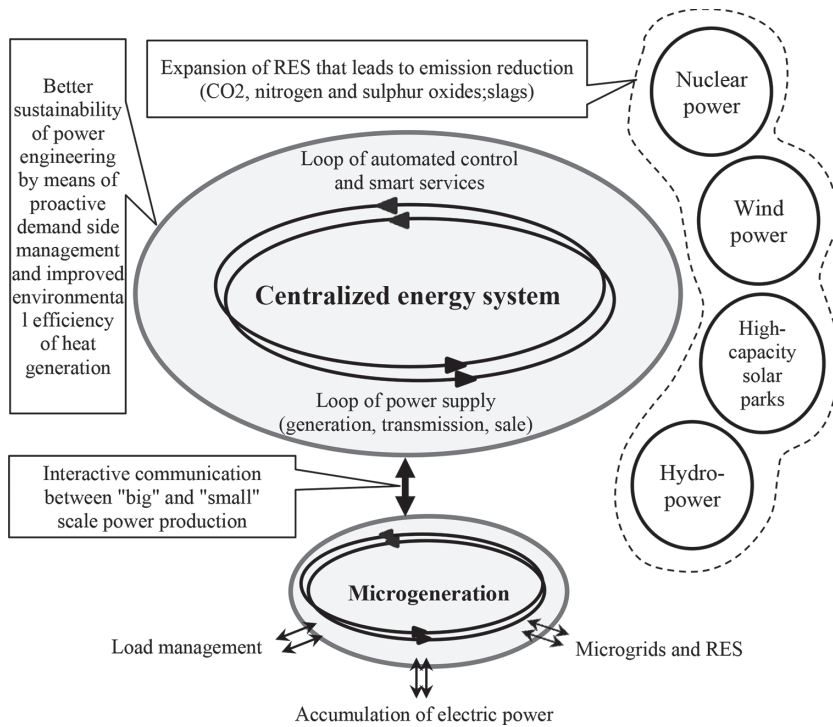 Better
sustainability
of power
engineering
by means of
proactive
demand side
management
and improved
environmenta
l efficiency
of heat
generation
Expansion of RES that leads to emission reduction
(CO2, nitrogen and sulphur oxides;slags)
Nuclear
power
Wind
power
High-
capacity
solar
parks
Hydro-
power
Loop of automated control
and smart services
Centralized energy system
Loop of power supply
(generation, transmission, sale)
Interactive communication
between "big" and "small"
scale power production
Microgeneration
Load management
Microgrids and RES
Accumulation of electric power